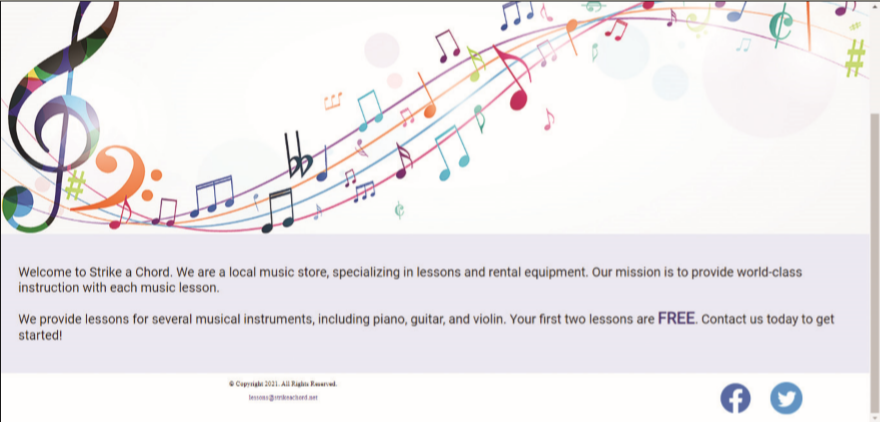 Welcome to Strike a Chord. We are a local music store, specializing in lessons and rental equipment. Our mission is to provide world-class
instruction with each music lesson.
We provide lessons for several musical instruments, including piano, guitar, and violin. Your first two lessons are FREE. Contact us today to get
started!
© Copyright 2021. All Rights Reserved.
lessons@strikeachord.net